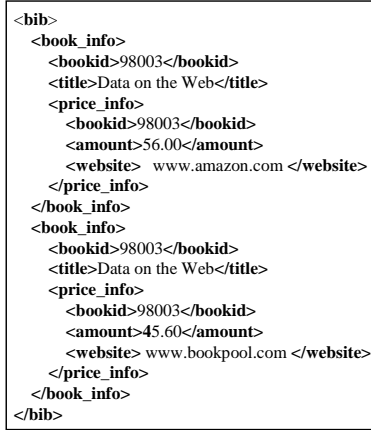 <bib>
<book_info>
<bookid>98003</bookid>
<title>Data on the Web</title>
<price_info>
<bookid>98003</bookid>
<amount>56.00</amount>
<website> www.amazon.com </website>
</price_info>
</book_info>
<book_info>
<bookid>98003</bookid>
<title>Data on the Web</title>
<price_info>
<bookid>98003</bookid>
<amount>45.60</amount>
<website> www.bookpool.com </website>
</price_info>
</book_info>
</bib>